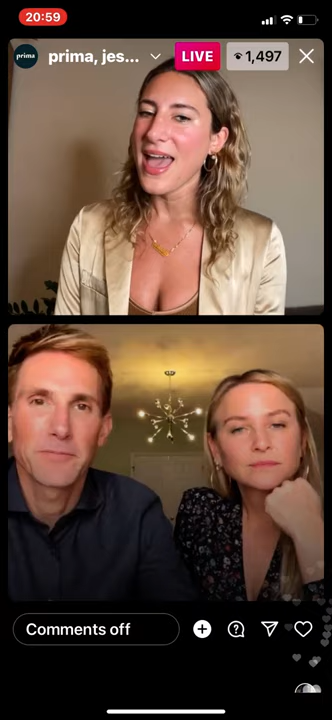 20:59
prima
prima, jes...
LIVE
1,497
Comments off